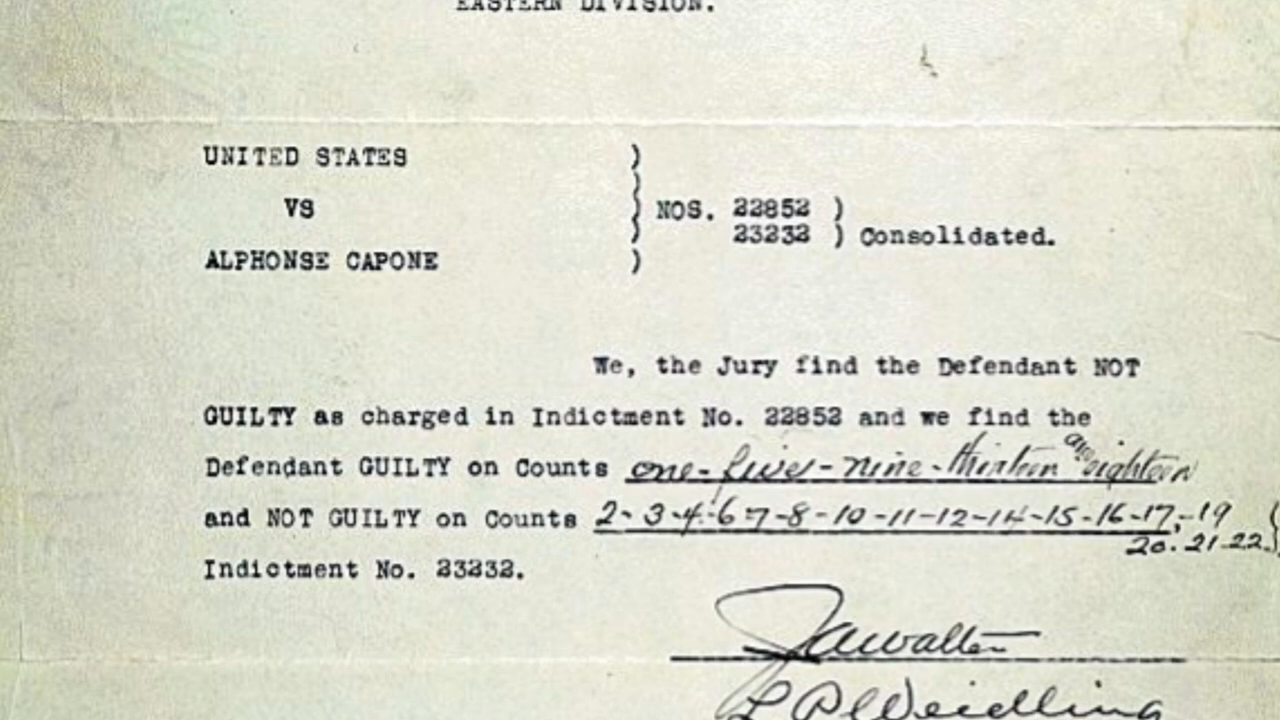 EASTERN DIVISION.
UNITED STATES )
VS ) NOS. 22852 )
23232 ) Consolidated.
ALPHONSE CAPONE )
We, the Jury find the Defendant NOT
GUILTY as charged in Indictment No. 22852 and we find the
Defendant GUILTY on Counts one-five-nine-thirteen and eighteen
and NOT GUILTY on Counts 2-3-4-6-7-8-10-11-12-14-15-16-17-19
20.21.22.
Indictment No. 23232.